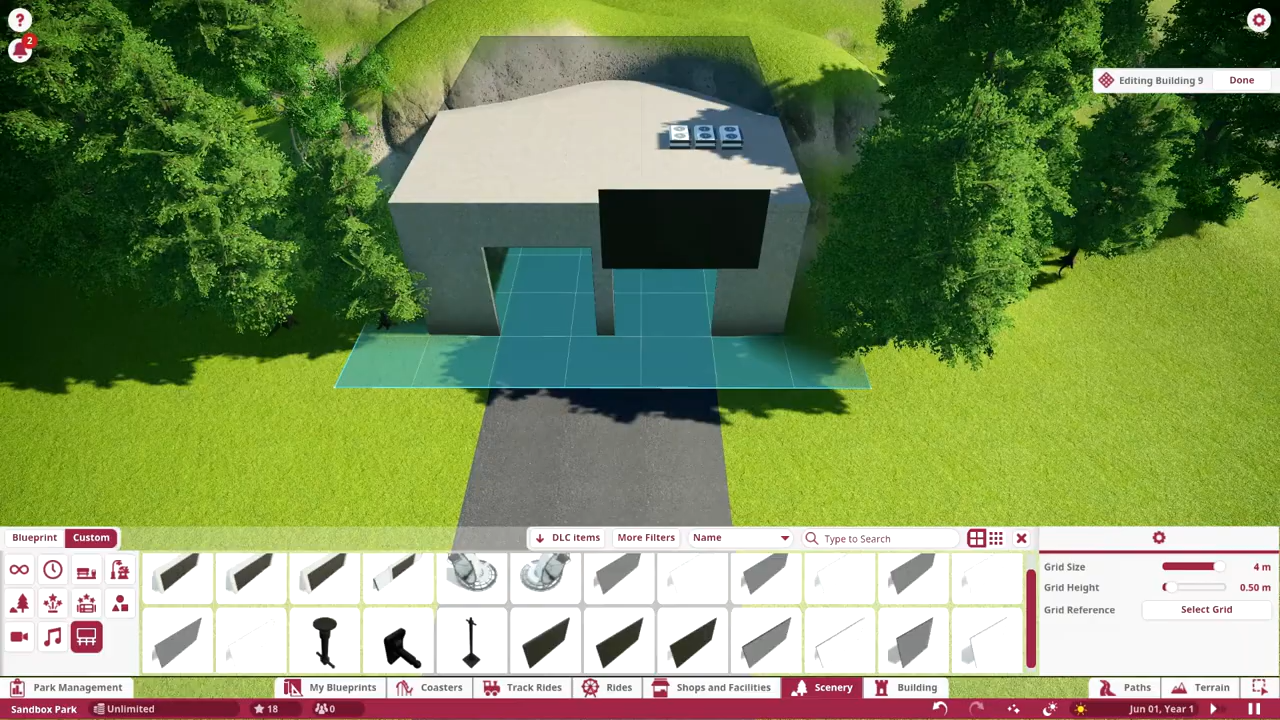 ?
2
Editing Building 9
Done
Blueprint
Custom
DLC items
More Filters
Name
Type to Search
Grid Size
4 m
Grid Height
0.50 m
Grid Reference
Select Grid
Park Management
My Blueprints
Coasters
Track Rides
Rides
Shops and Facilities
Scenery
Building
Paths
Terrain
Sandbox Park
Unlimited
18
0
Jun 01, Year 1